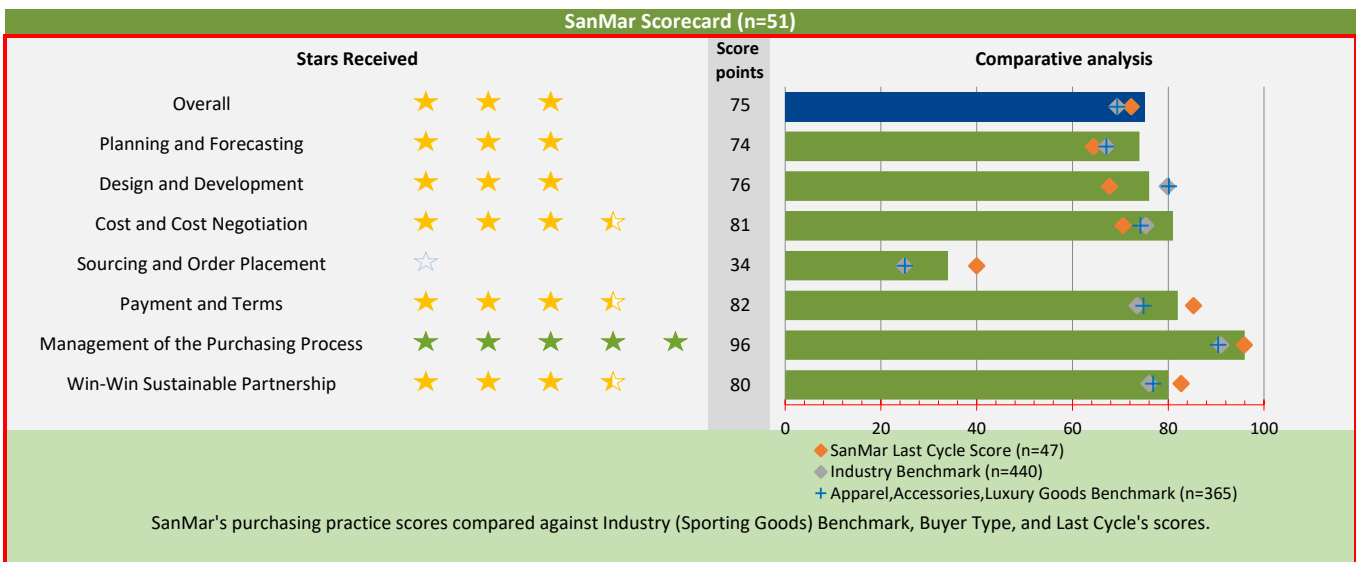 SanMar Scorecard (n=51)
Stars Received
Score points
Comparative analysis
Overall 75
Planning and Forecasting 74
Design and Development 76
Cost and Cost Negotiation 81
Sourcing and Order Placement 34
Payment and Terms 82
Management of the Purchasing Process 96
Win-Win Sustainable Partnership 80
0 20 40 60 80 100
SanMar Last Cycle Score (n=47)
Industry Benchmark (n=440)
Apparel,Accessories,Luxury Goods Benchmark (n=365)
SanMar's purchasing practice scores compared against Industry (Sporting Goods) Benchmark, Buyer Type, and Last Cycle's scores.